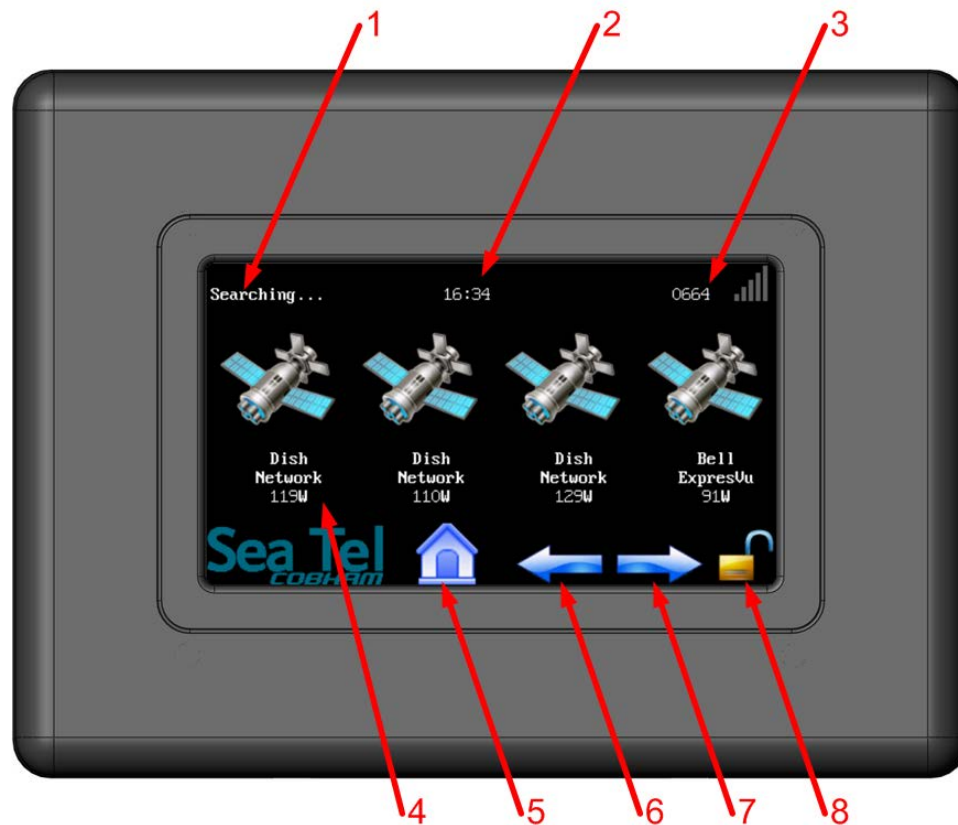 1 2 3
Searching... 16:34 0664
Dish Network 119W
Dish Network 110W
Dish Network 129W
Bell ExpresVu 91W
Sea Tel
COBHAM
4 5 6 7 8